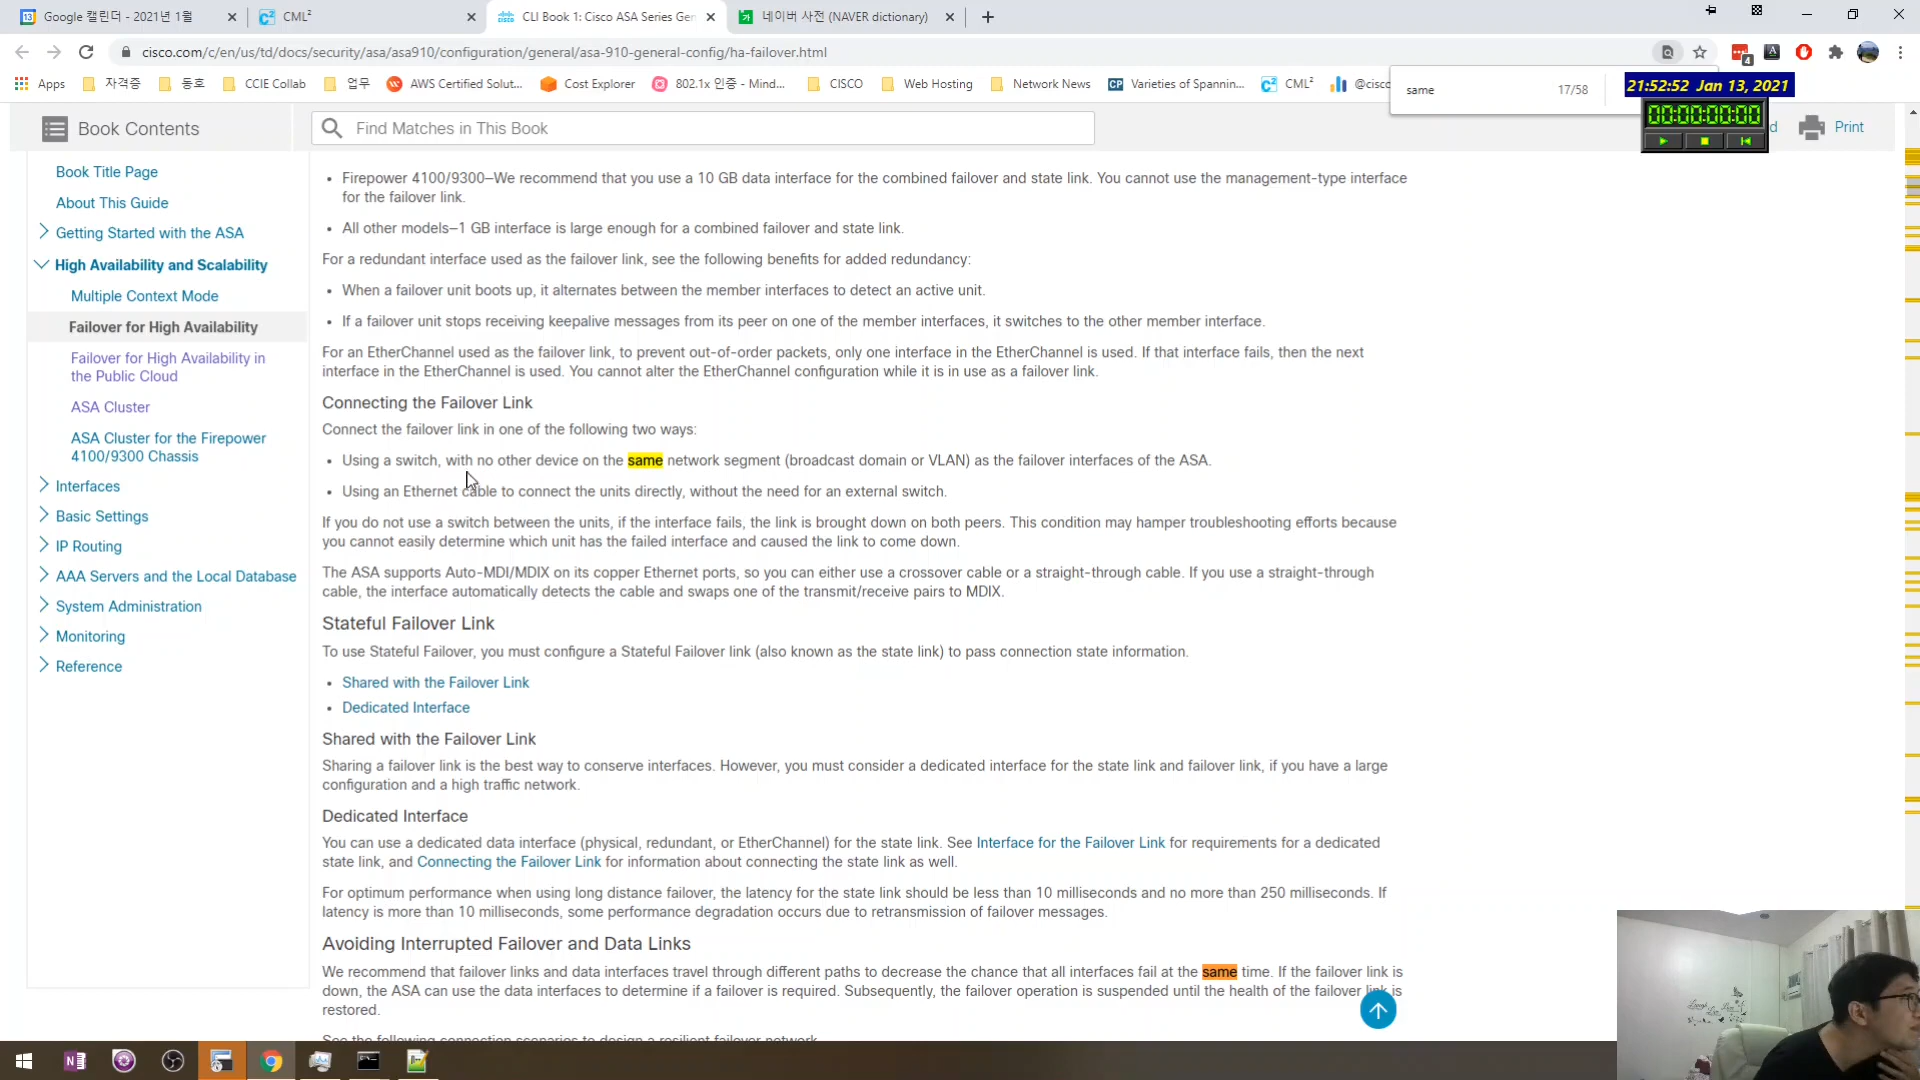 Google 캘린더 - 2021년 1월
CML²
CLI Book 1: Cisco ASA Series Gen
네이버 사전 (NAVER dictionary)
cisco.com/c/en/us/td/docs/security/asa/asa910/configuration/general/asa-910-general-config/ha-failover.html
Apps
자격증
동호
CCIE Collab
업무
AWS Certified Solut...
Cost Explorer
802.1x 인증 - Mind...
CISCO
Web Hosting
Network News
Varieties of Spannin...
CML²
@cisco
same
17/58
21:52:52 Jan 13, 2021
00:00:00:00
Book Contents
Find Matches in This Book
Print
Book Title Page
About This Guide
Getting Started with the ASA
High Availability and Scalability
Multiple Context Mode
Failover for High Availability
Failover for High Availability in
the Public Cloud
ASA Cluster
ASA Cluster for the Firepower
4100/9300 Chassis
Interfaces
Basic Settings
IP Routing
AAA Servers and the Local Database
System Administration
Monitoring
Reference
• Firepower 4100/9300—We recommend that you use a 10 GB data interface for the combined failover and state link. You cannot use the management-type interface
for the failover link.
• All other models—1 GB interface is large enough for a combined failover and state link.
For a redundant interface used as the failover link, see the following benefits for added redundancy:
• When a failover unit boots up, it alternates between the member interfaces to detect an active unit.
• If a failover unit stops receiving keepalive messages from its peer on one of the member interfaces, it switches to the other member interface.
For an EtherChannel used as the failover link, to prevent out-of-order packets, only one interface in the EtherChannel is used. If that interface fails, then the next
interface in the EtherChannel is used. You cannot alter the EtherChannel configuration while it is in use as a failover link.
Connecting the Failover Link
Connect the failover link in one of the following two ways:
• Using a switch, with no other device on the same network segment (broadcast domain or VLAN) as the failover interfaces of the ASA.
• Using an Ethernet cable to connect the units directly, without the need for an external switch.
If you do not use a switch between the units, if the interface fails, the link is brought down on both peers. This condition may hamper troubleshooting efforts because
you cannot easily determine which unit has the failed interface and caused the link to come down.
The ASA supports Auto-MDI/MDIX on its copper Ethernet ports, so you can either use a crossover cable or a straight-through cable. If you use a straight-through
cable, the interface automatically detects the cable and swaps one of the transmit/receive pairs to MDIX.
Stateful Failover Link
To use Stateful Failover, you must configure a Stateful Failover link (also known as the state link) to pass connection state information.
• Shared with the Failover Link
• Dedicated Interface
Shared with the Failover Link
Sharing a failover link is the best way to conserve interfaces. However, you must consider a dedicated interface for the state link and failover link, if you have a large
configuration and a high traffic network.
Dedicated Interface
You can use a dedicated data interface (physical, redundant, or EtherChannel) for the state link. See Interface for the Failover Link for requirements for a dedicated
state link, and Connecting the Failover Link for information about connecting the state link as well.
For optimum performance when using long distance failover, the latency for the state link should be less than 10 milliseconds and no more than 250 milliseconds. If
latency is more than 10 milliseconds, some performance degradation occurs due to retransmission of failover messages.
Avoiding Interrupted Failover and Data Links
We recommend that failover links and data interfaces travel through different paths to decrease the chance that all interfaces fail at the same time. If the failover link is
down, the ASA can use the data interfaces to determine if a failover is required. Subsequently, the failover operation is suspended until the health of the failover link is
restored.
See the following connection scenarios to design a resilient failover network.